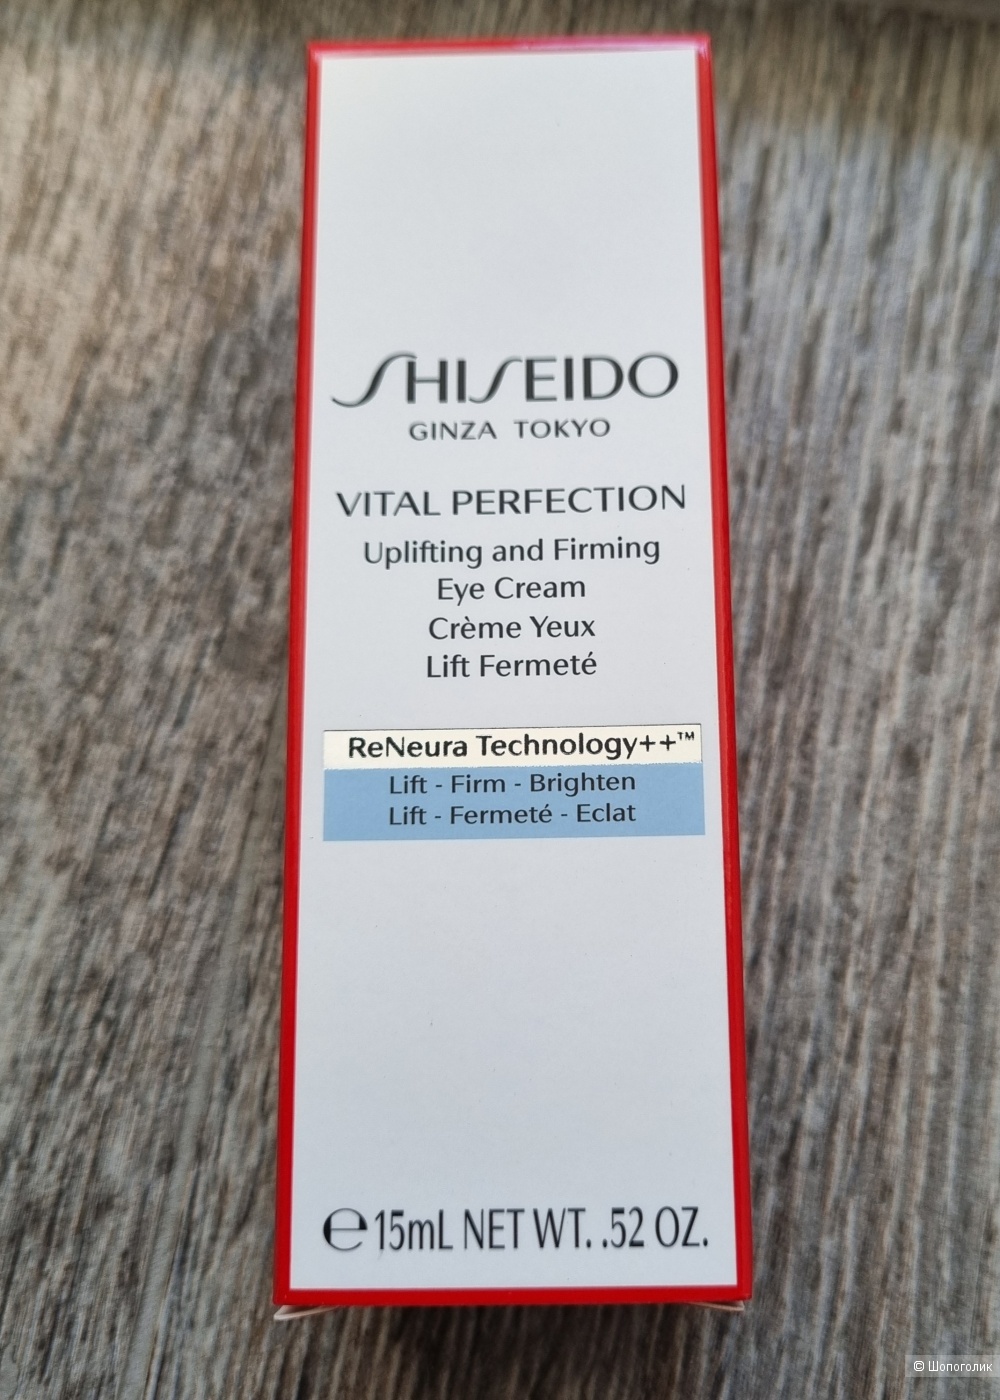 SHISEIDO
GINZA TOKYO
VITAL PERFECTION
Uplifting and Firming
Eye Cream
Crème Yeux
Lift Fermeté
ReNeura Technology++™
Lift - Firm - Brighten
Lift - Fermeté - Eclat
℮15mL NET WT. .52 OZ.
© Шопоголик